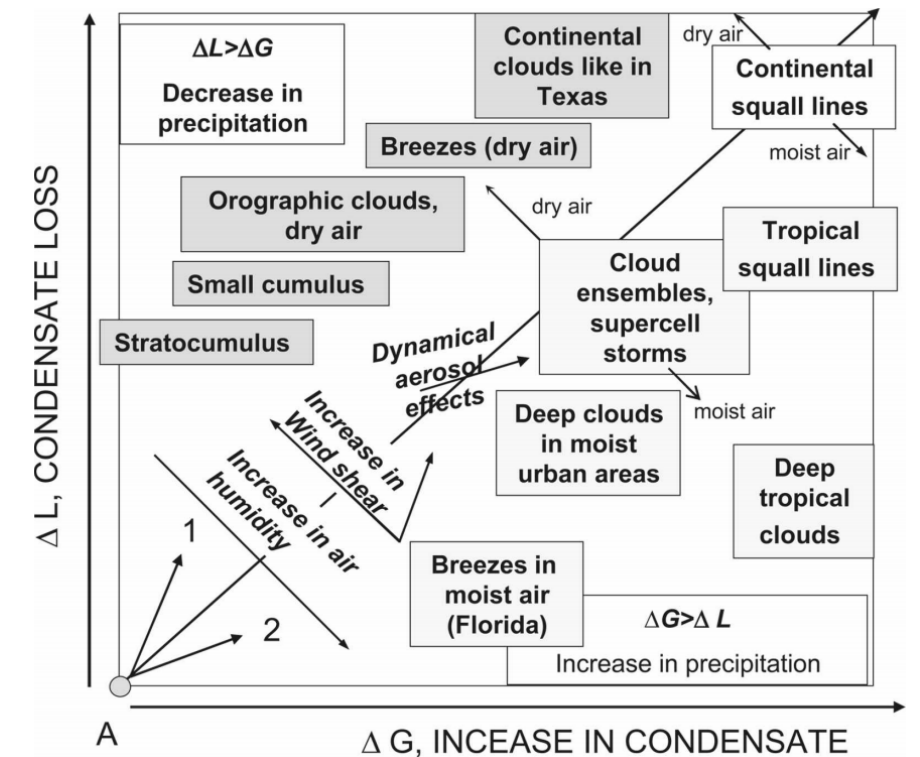 ΔL>ΔG
Decrease in
precipitation
Continental
clouds like in
Texas
dry air
Continental
squall lines
moist air
Breezes (dry air)
Orographic clouds,
dry air
dry air
Tropical
squall lines
Small cumulus
Cloud
ensembles,
supercell
storms
Stratocumulus
Dynamical
aerosol
effects
moist air
Increase in
Wind shear
Deep clouds
in moist
urban areas
Increase in air
humidity
Deep
tropical
clouds
1
2
Breezes in
moist air
(Florida)
ΔG>Δ L
Increase in precipitation
Δ L, CONDENSATE LOSS
A
Δ G, INCEASE IN CONDENSATE